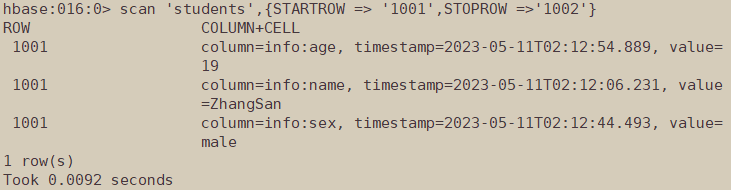 hbase:016:0> scan 'students',{STARTROW => '1001',STOPROW =>'1002'}
ROW                   COLUMN+CELL
 1001                 column=info:age, timestamp=2023-05-11T02:12:54.889, value=
                      19
 1001                 column=info:name, timestamp=2023-05-11T02:12:06.231, value
                      =ZhangSan
 1001                 column=info:sex, timestamp=2023-05-11T02:12:44.493, value=
                      male
1 row(s)
Took 0.0092 seconds